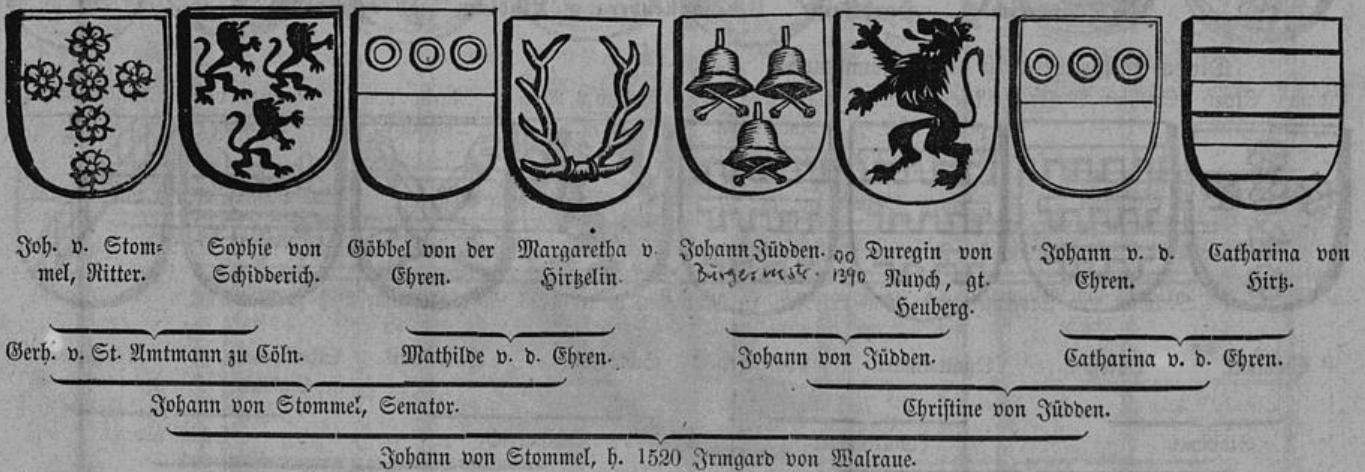 Joh. v. Stom=
mel, Ritter.
Sophie von
Schidderich.
Göbbel von der
Ehren.
Margaretha v.
Hirtzelin.
Johann Jüdden.
Bürgermstr.
oo
1390
Duregin von
Nuych, gt.
Heuberg.
Johann v. d.
Ehren.
Catharina von
Hirtz.
Gerh. v. St. Amtmann zu Cöln.
Mathilde v. d. Ehren.
Johann von Jüdden.
Catharina v. d. Ehren.
Johann von Stommel, Senator.
Christine von Jüdden.
Johann von Stommel, h. 1520 Irmgard von Walraue.